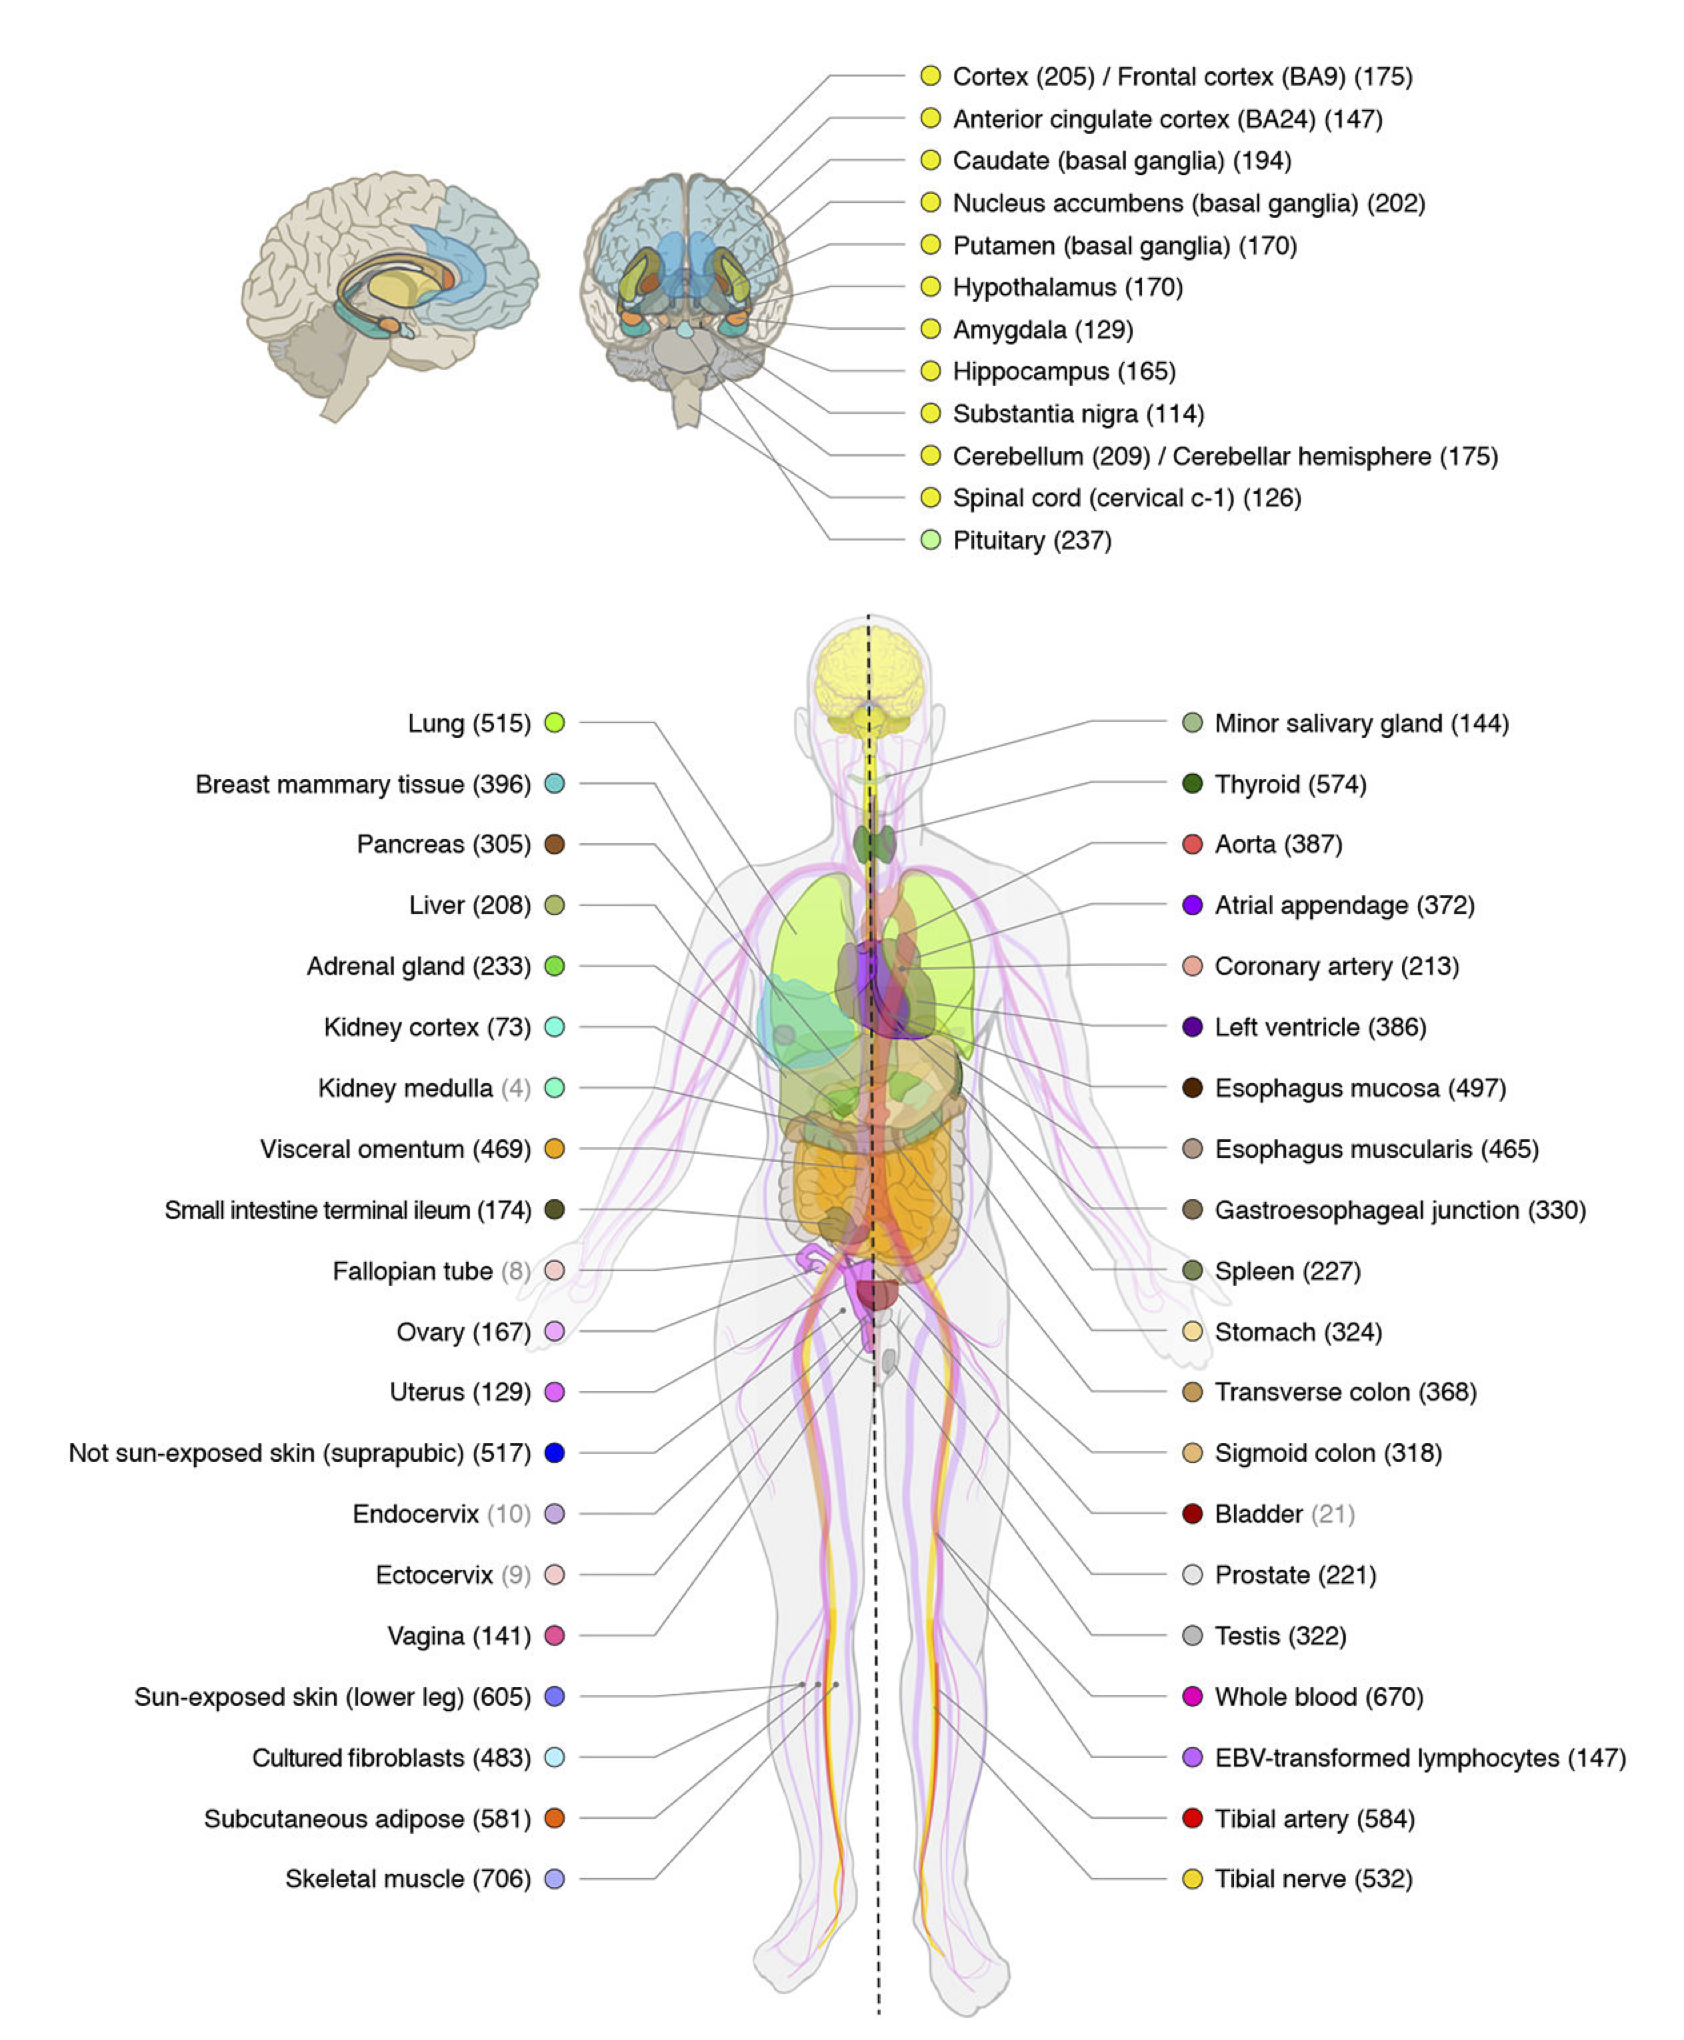 Cortex (205) / Frontal cortex (BA9) (175)
Anterior cingulate cortex (BA24) (147)
Caudate (basal ganglia) (194)
Nucleus accumbens (basal ganglia) (202)
Putamen (basal ganglia) (170)
Hypothalamus (170)
Amygdala (129)
Hippocampus (165)
Substantia nigra (114)
Cerebellum (209) / Cerebellar hemisphere (175)
Spinal cord (cervical c-1) (126)
Pituitary (237)
Lung (515)
Breast mammary tissue (396)
Pancreas (305)
Liver (208)
Adrenal gland (233)
Kidney cortex (73)
Kidney medulla (4)
Visceral omentum (469)
Small intestine terminal ileum (174)
Fallopian tube (8)
Ovary (167)
Uterus (129)
Not sun-exposed skin (suprapubic) (517)
Endocervix (10)
Ectocervix (9)
Vagina (141)
Sun-exposed skin (lower leg) (605)
Cultured fibroblasts (483)
Subcutaneous adipose (581)
Skeletal muscle (706)
Minor salivary gland (144)
Thyroid (574)
Aorta (387)
Atrial appendage (372)
Coronary artery (213)
Left ventricle (386)
Esophagus mucosa (497)
Esophagus muscularis (465)
Gastroesophageal junction (330)
Spleen (227)
Stomach (324)
Transverse colon (368)
Sigmoid colon (318)
Bladder (21)
Prostate (221)
Testis (322)
Whole blood (670)
EBV-transformed lymphocytes (147)
Tibial artery (584)
Tibial nerve (532)